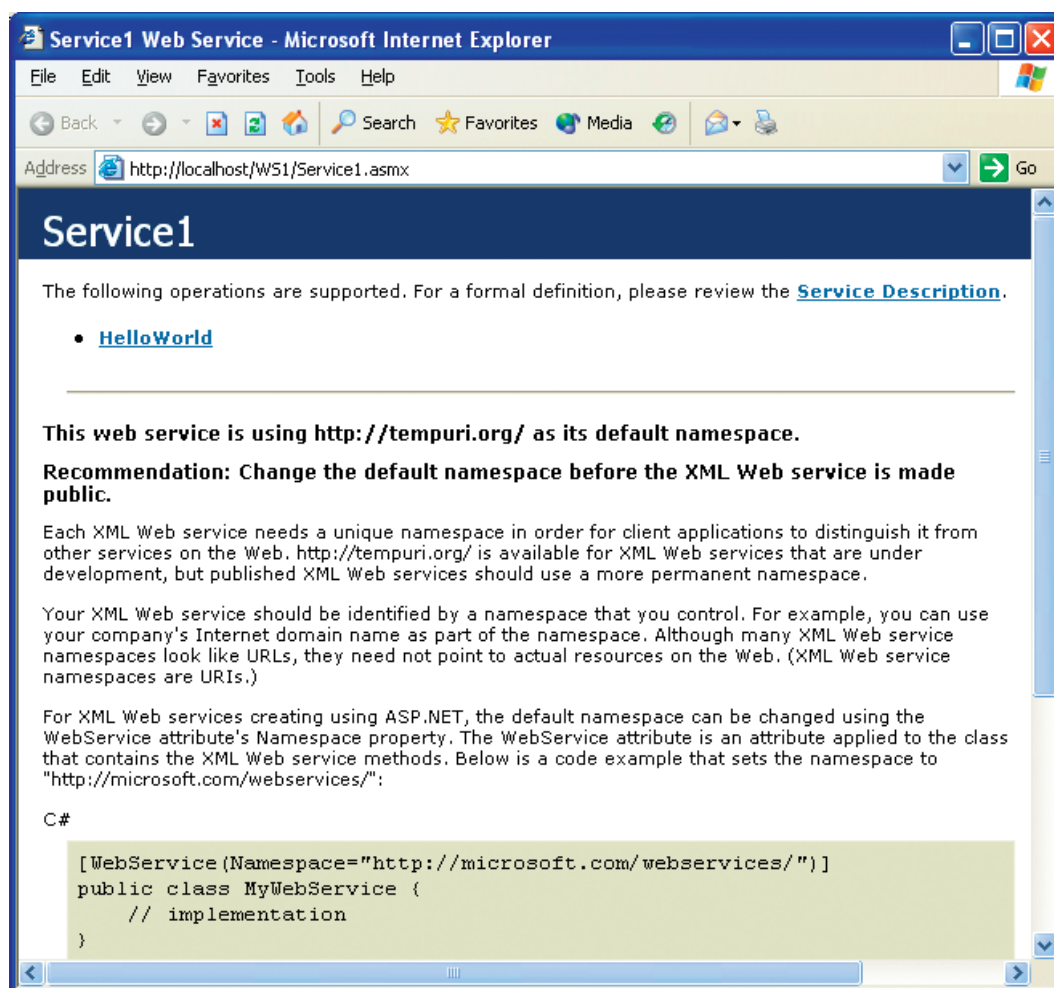 Service1 Web Service - Microsoft Internet Explorer
File Edit View Favorites Tools Help
Back Search Favorites Media
Address http://localhost/WS1/Service1.asmx Go
Service1
The following operations are supported. For a formal definition, please review the Service Description.
• HelloWorld
This web service is using http://tempuri.org/ as its default namespace.
Recommendation: Change the default namespace before the XML Web service is made
public.
Each XML Web service needs a unique namespace in order for client applications to distinguish it from
other services on the Web. http://tempuri.org/ is available for XML Web services that are under
development, but published XML Web services should use a more permanent namespace.
Your XML Web service should be identified by a namespace that you control. For example, you can use
your company's Internet domain name as part of the namespace. Although many XML Web service
namespaces look like URLs, they need not point to actual resources on the Web. (XML Web service
namespaces are URIs.)
For XML Web services creating using ASP.NET, the default namespace can be changed using the
WebService attribute's Namespace property. The WebService attribute is an attribute applied to the class
that contains the XML Web service methods. Below is a code example that sets the namespace to
"http://microsoft.com/webservices/":
C#
[WebService(Namespace="http://microsoft.com/webservices/")]
public class MyWebService {
// implementation
}